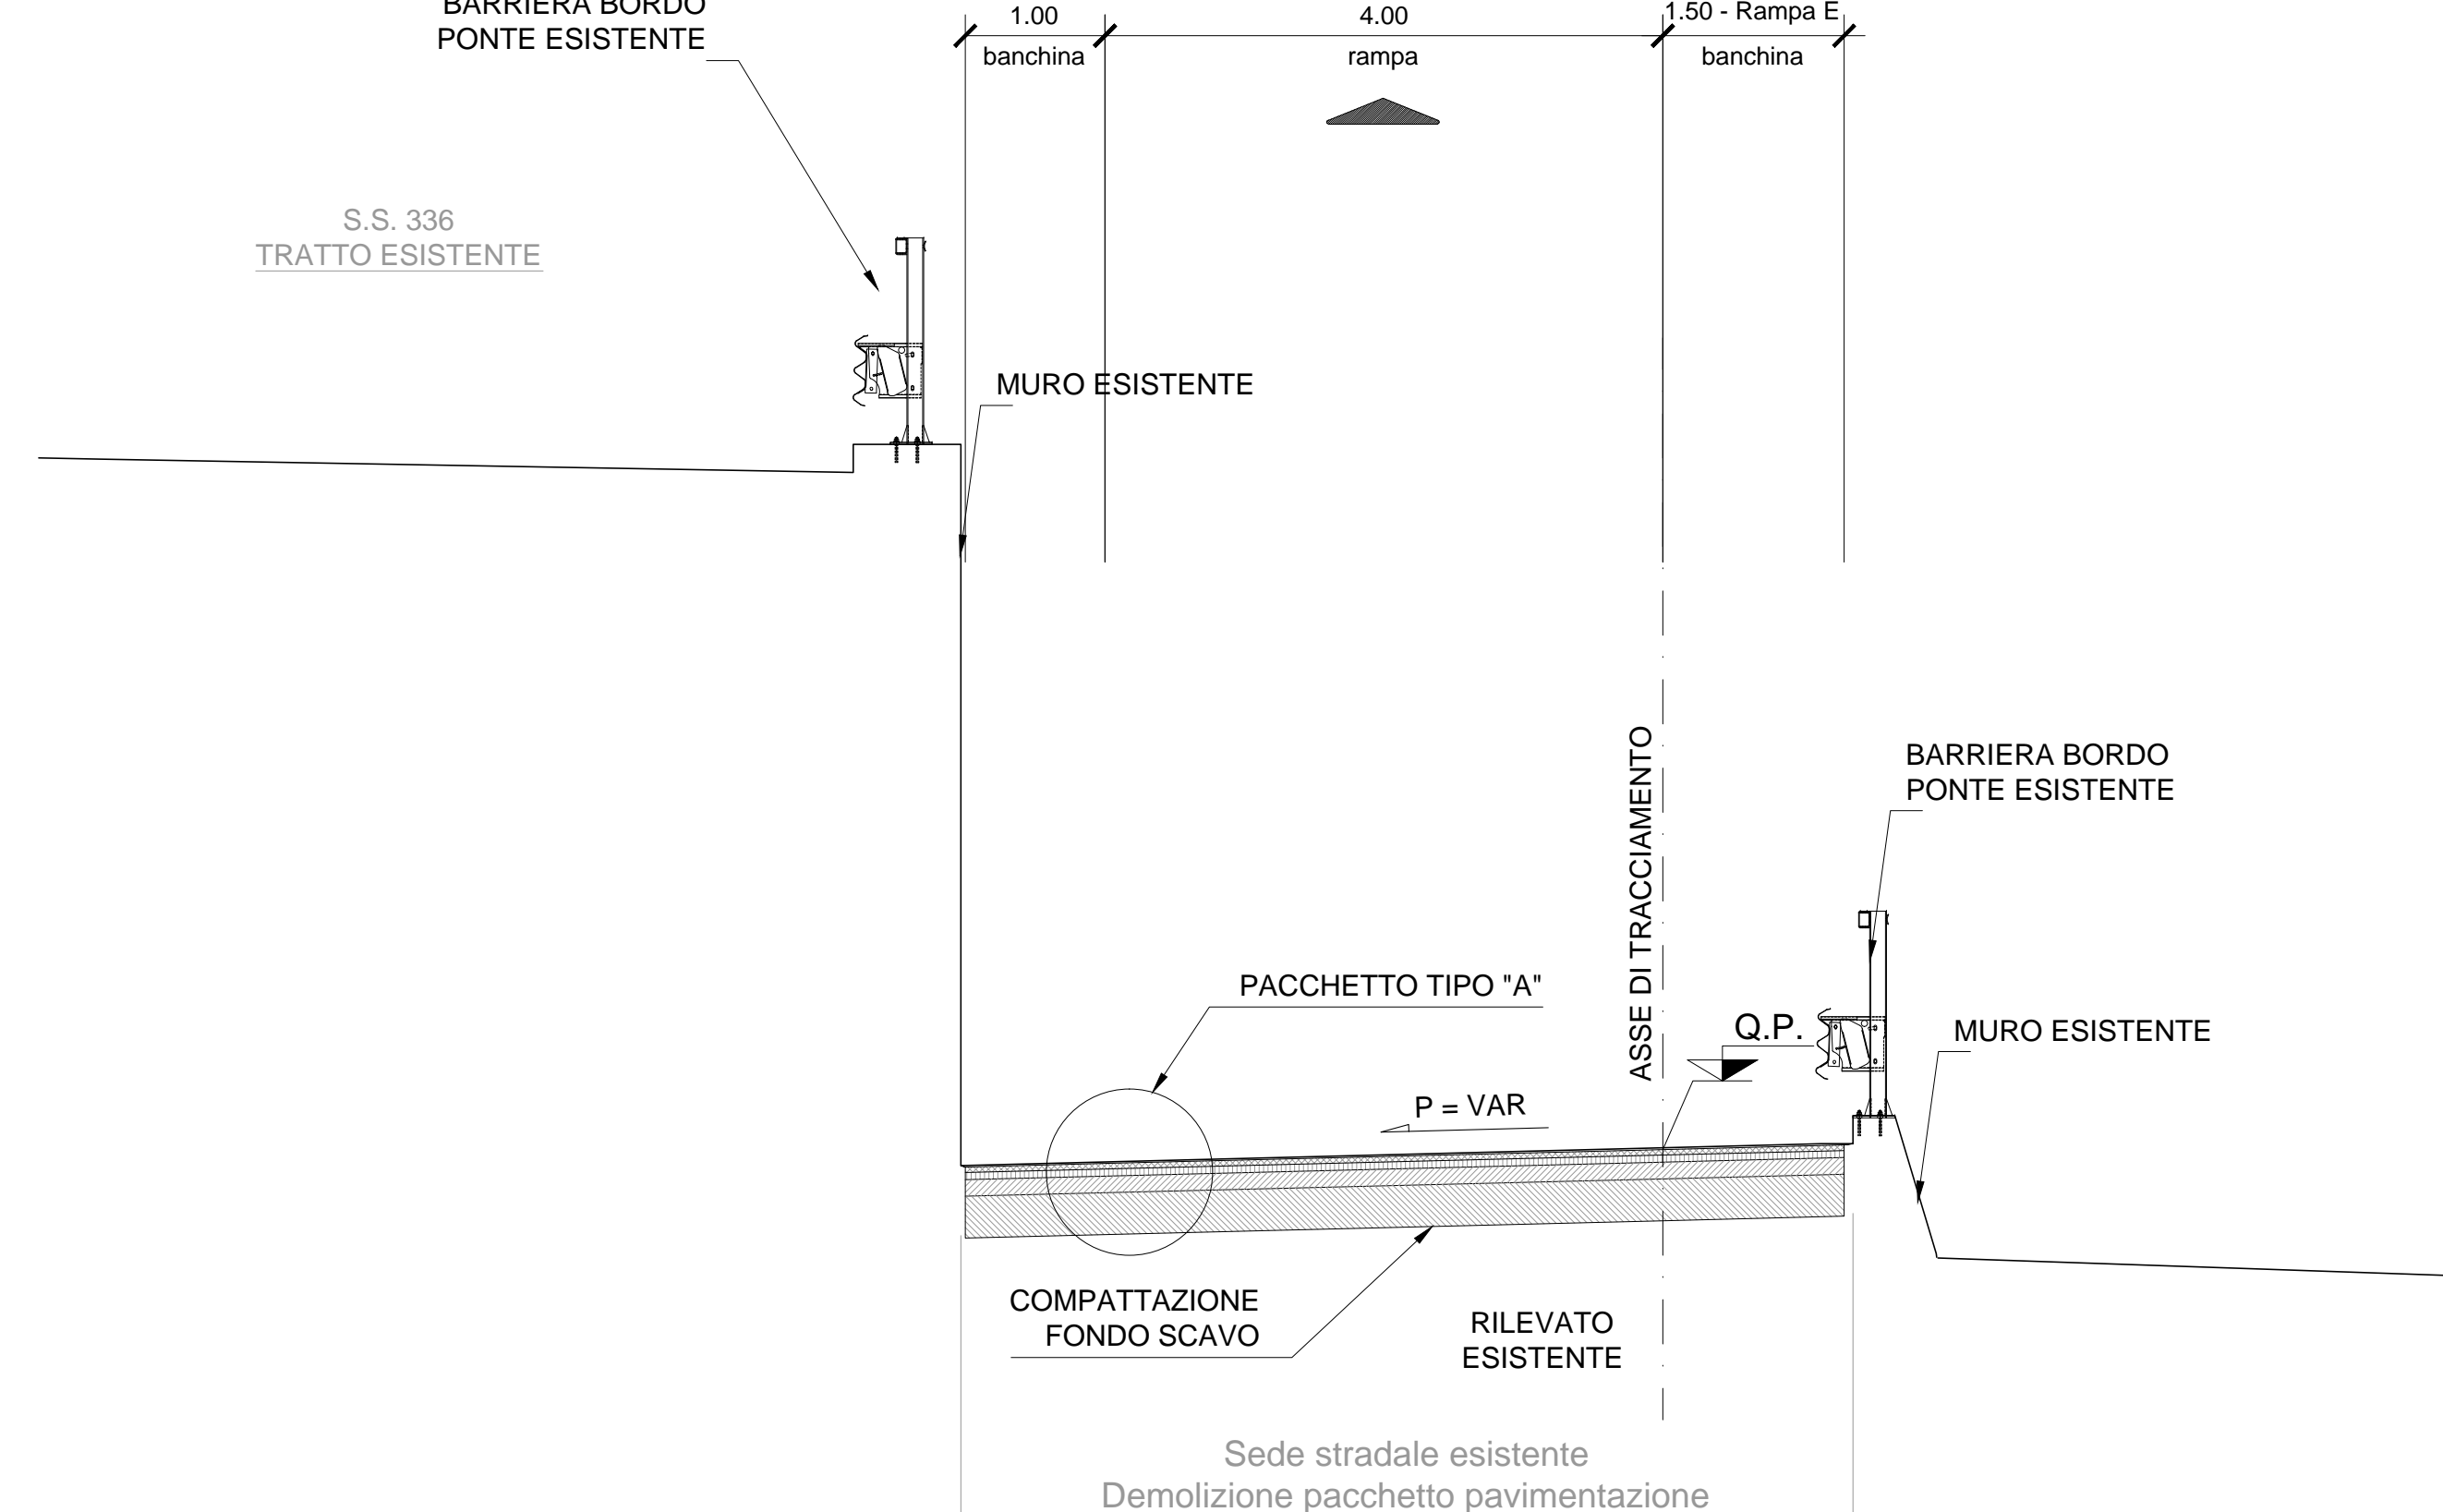 BARRIERA BORDO
PONTE ESISTENTE
1.00
4.00
1.50 - Rampa E
banchina
rampa
banchina
S.S. 336
TRATTO ESISTENTE
MURO ESISTENTE
ASSE DI TRACCIAMENTO
BARRIERA BORDO
PONTE ESISTENTE
PACCHETTO TIPO "A"
Q.P.
MURO ESISTENTE
P = VAR
COMPATTAZIONE
FONDO SCAVO
RILEVATO
ESISTENTE
Sede stradale esistente
Demolizione pacchetto pavimentazione